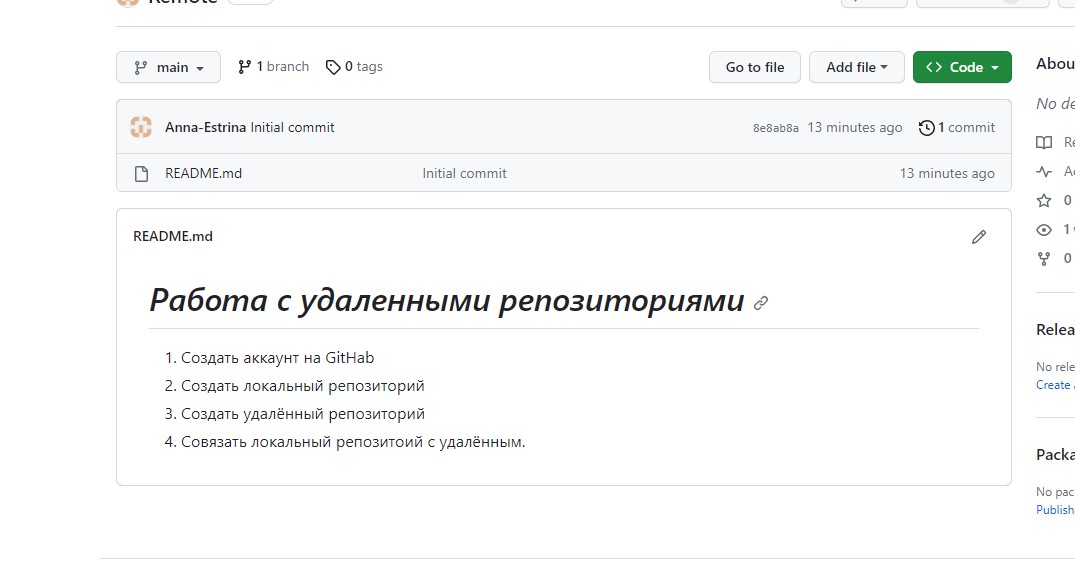 Remote
main
1 branch
0 tags
Go to file
Add file
Code
Anna-Estrina Initial commit
8e8ab8a 13 minutes ago 1 commit
README.md Initial commit 13 minutes ago
README.md
Работа с удаленными репозиториями
1. Создать аккаунт на GitHab
2. Создать локальный репозиторий
3. Создать удалённый репозиторий
4. Совязать локальный репозитоий с удалённым.
Abou
No de
Re
0
1
0
Relea
No rele
Create
Packa
No pac
Publish